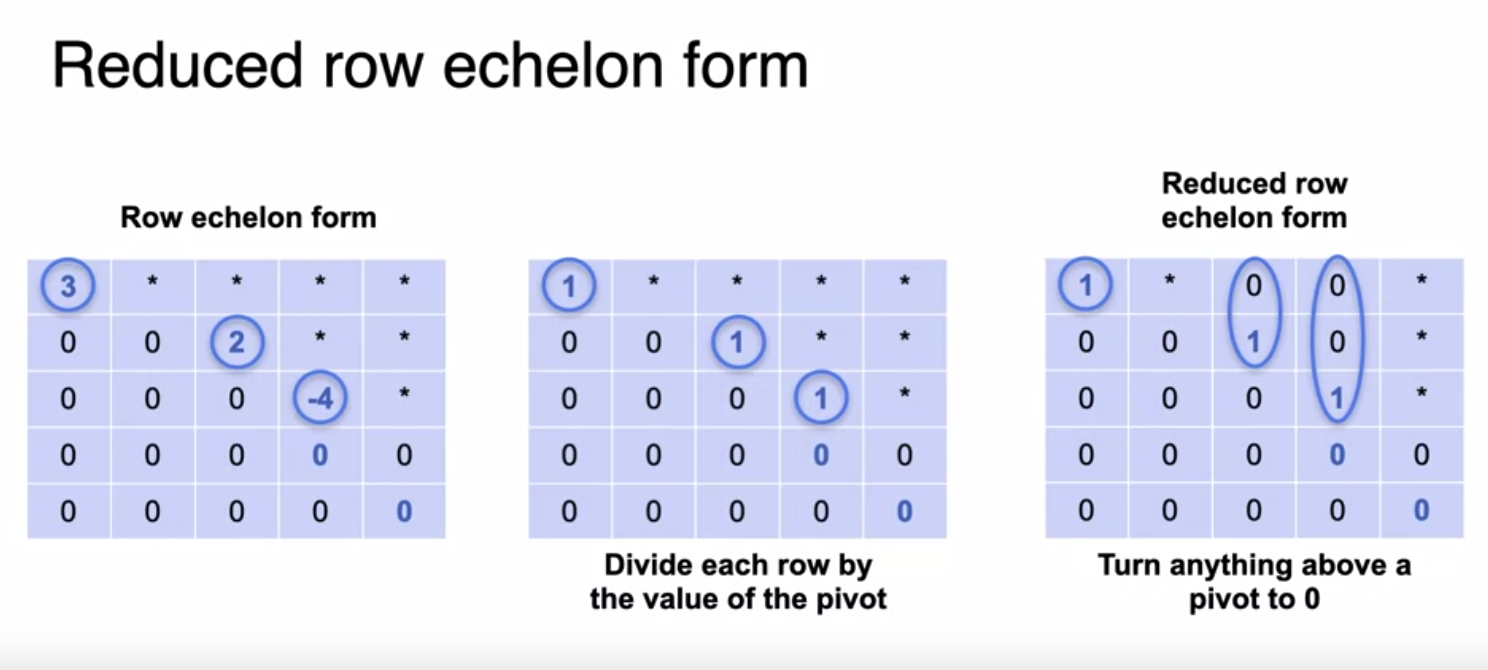 Reduced row echelon form
Row echelon form
3 * * * *
0 0 2 * *
0 0 0 -4 *
0 0 0 0 0
0 0 0 0 0
1 * * * *
0 0 1 * *
0 0 0 1 *
0 0 0 0 0
0 0 0 0 0
Divide each row by
the value of the pivot
Reduced row
echelon form
1 * 0 0 *
0 0 1 0 *
0 0 0 1 *
0 0 0 0 0
0 0 0 0 0
Turn anything above a
pivot to 0